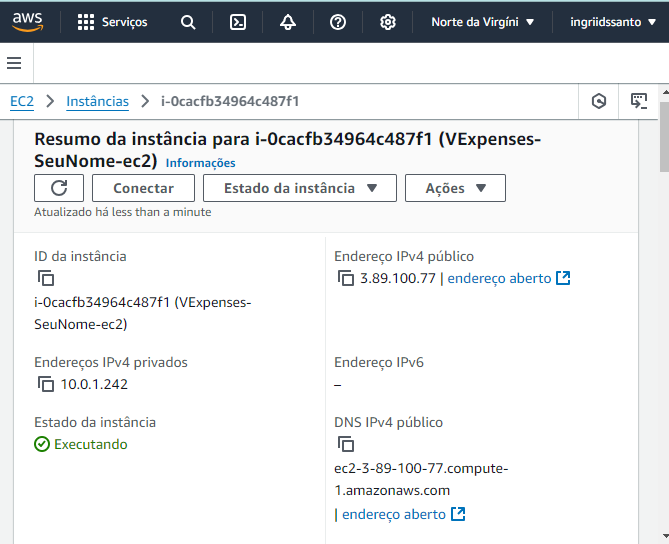 aws
Serviços
Norte da Virgíni
ingriidssanto
EC2
Instâncias
i-0cacfb34964c487f1
Resumo da instância para i-0cacfb34964c487f1 (VExpenses-
SeuNome-ec2) Informações
Conectar
Estado da instância
Ações
Atualizado há less than a minute
ID da instância
i-0cacfb34964c487f1 (VExpenses-
SeuNome-ec2)
Endereço IPv4 público
3.89.100.77 | endereço aberto
Endereços IPv4 privados
10.0.1.242
Endereço IPv6
–
Estado da instância
Executando
DNS IPv4 público
ec2-3-89-100-77.compute-
1.amazonaws.com
| endereço aberto